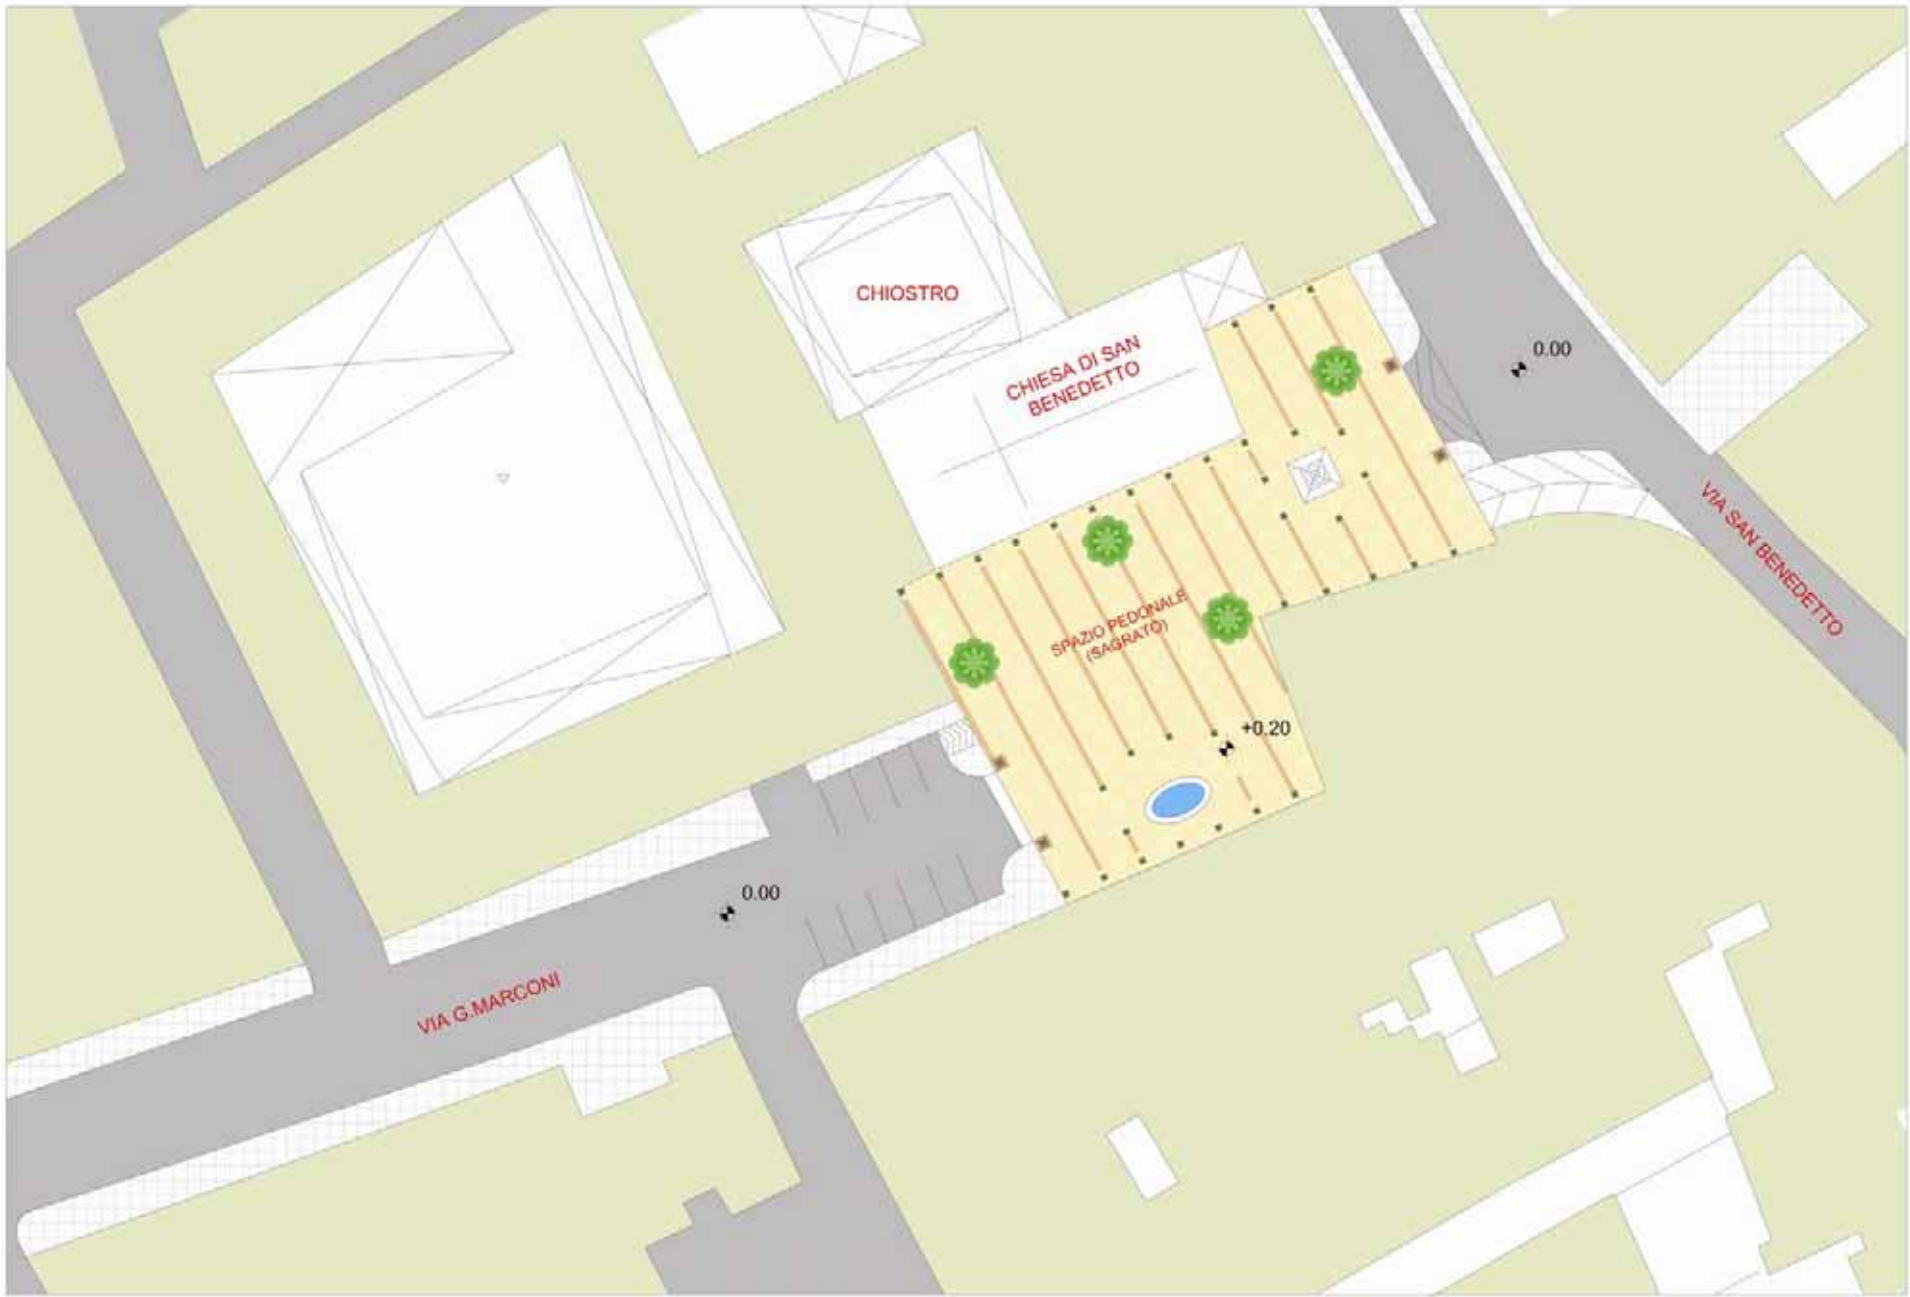 CHIOSTRO
CHIESA DI SAN
BENEDETTO
0.00
VIA SAN BENEDETTO
SPAZIO PEDONALE
(SAGRATO)
+0.20
0.00
VIA G.MARCONI